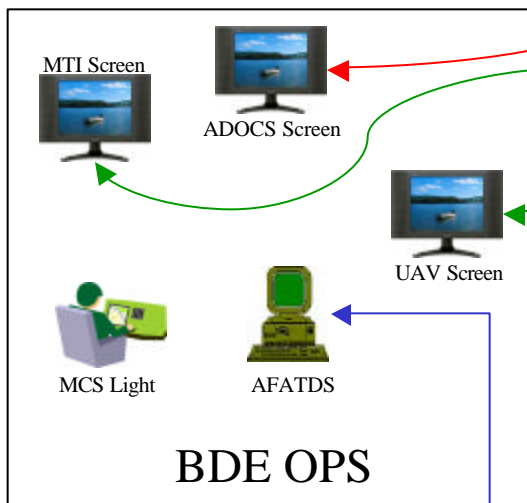 MTI Screen
ADOCS Screen
UAV Screen
MCS Light
AFATDS
BDE OPS